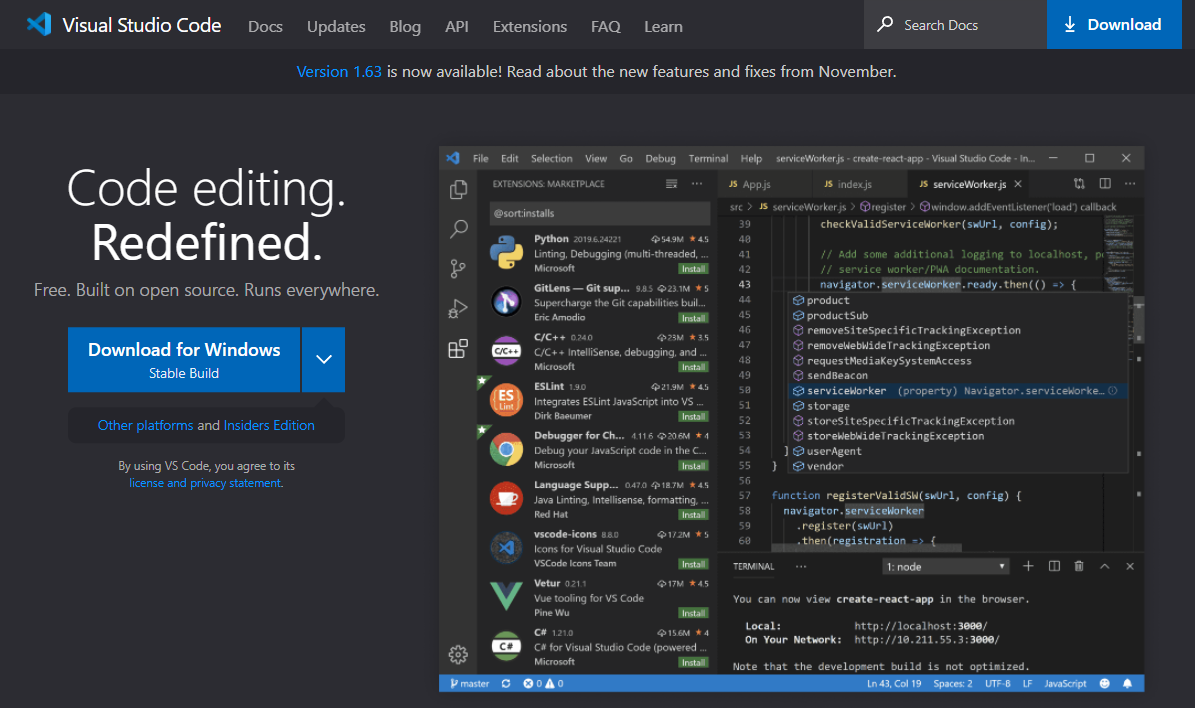 Visual Studio Code Docs Updates Blog API Extensions FAQ Learn Search Docs Download
Version 1.63 is now available! Read about the new features and fixes from November.
Code editing.
Redefined.
Free. Built on open source. Runs everywhere.
Download for Windows
Stable Build
Other platforms and Insiders Edition
By using VS Code, you agree to its
license and privacy statement.
File Edit Selection View Go Debug Terminal Help serviceWorker.js - create-react-app - Visual Studio Code - In...
EXTENSIONS: MARKETPLACE
@sort:installs
Python 2019.6.24221 54.9M 4.5
Linting, Debugging (multi-threaded, ...
Microsoft Install
GitLens — Git sup... 9.8.5 23.1M 5
Supercharge the Git capabilities buil...
Eric Amodio Install
C/C++
C/C++ 0.24.0 23M 3.5
C/C++ IntelliSense, debugging, and ...
Microsoft Install
ES
Lint
ESLint 1.9.0 21.9M 4.5
Integrates ESLint JavaScript into VS ...
Dirk Baeumer Install
Debugger for Ch... 4.11.6 20.6M 4
Debug your JavaScript code in the C...
Microsoft Install
Language Supp... 0.47.0 18.7M 4.5
Java Linting, Intellisense, formatting, ...
Red Hat Install
vscode-icons 8.8.0 17.2M 5
Icons for Visual Studio Code
VSCode Icons Team Install
Vetur 0.21.1 17M 4.5
Vue tooling for VS Code
Pine Wu Install
C#
C# 1.21.0 15.6M 4
C# for Visual Studio Code (powered ...
Microsoft Install
JS App.js JS index.js JS serviceWorker.js
src > JS serviceWorker.js > register > window.addEventListener('load') callback
39 checkValidServiceWorker(swUrl, config);
40
41 // Add some additional logging to localhost, po
42 // service worker/PWA documentation.
43 navigator.serviceWorker.ready.then(() => {
44 product
45 productSub
46 removeSiteSpecificTrackingException
47 removeWebWideTrackingException
48 requestMediaKeySystemAccess
49 sendBeacon
50 serviceWorker (property) Navigator.serviceWorke...
51 storage
52 storeSiteSpecificTrackingException
53 storeWebWideTrackingException
54 ] userAgent
55 } vendor
56
57 function registerValidSW(swUrl, config) {
58 navigator.serviceWorker
59 .register(swUrl)
60 .then(registration => {
TERMINAL ... 1: node
You can now view create-react-app in the browser.
Local: http://localhost:3000/
On Your Network: http://10.211.55.3:3000/
Note that the development build is not optimized.
master 0 0 Ln 43, Col 19 Spaces: 2 UTF-8 LF JavaScript